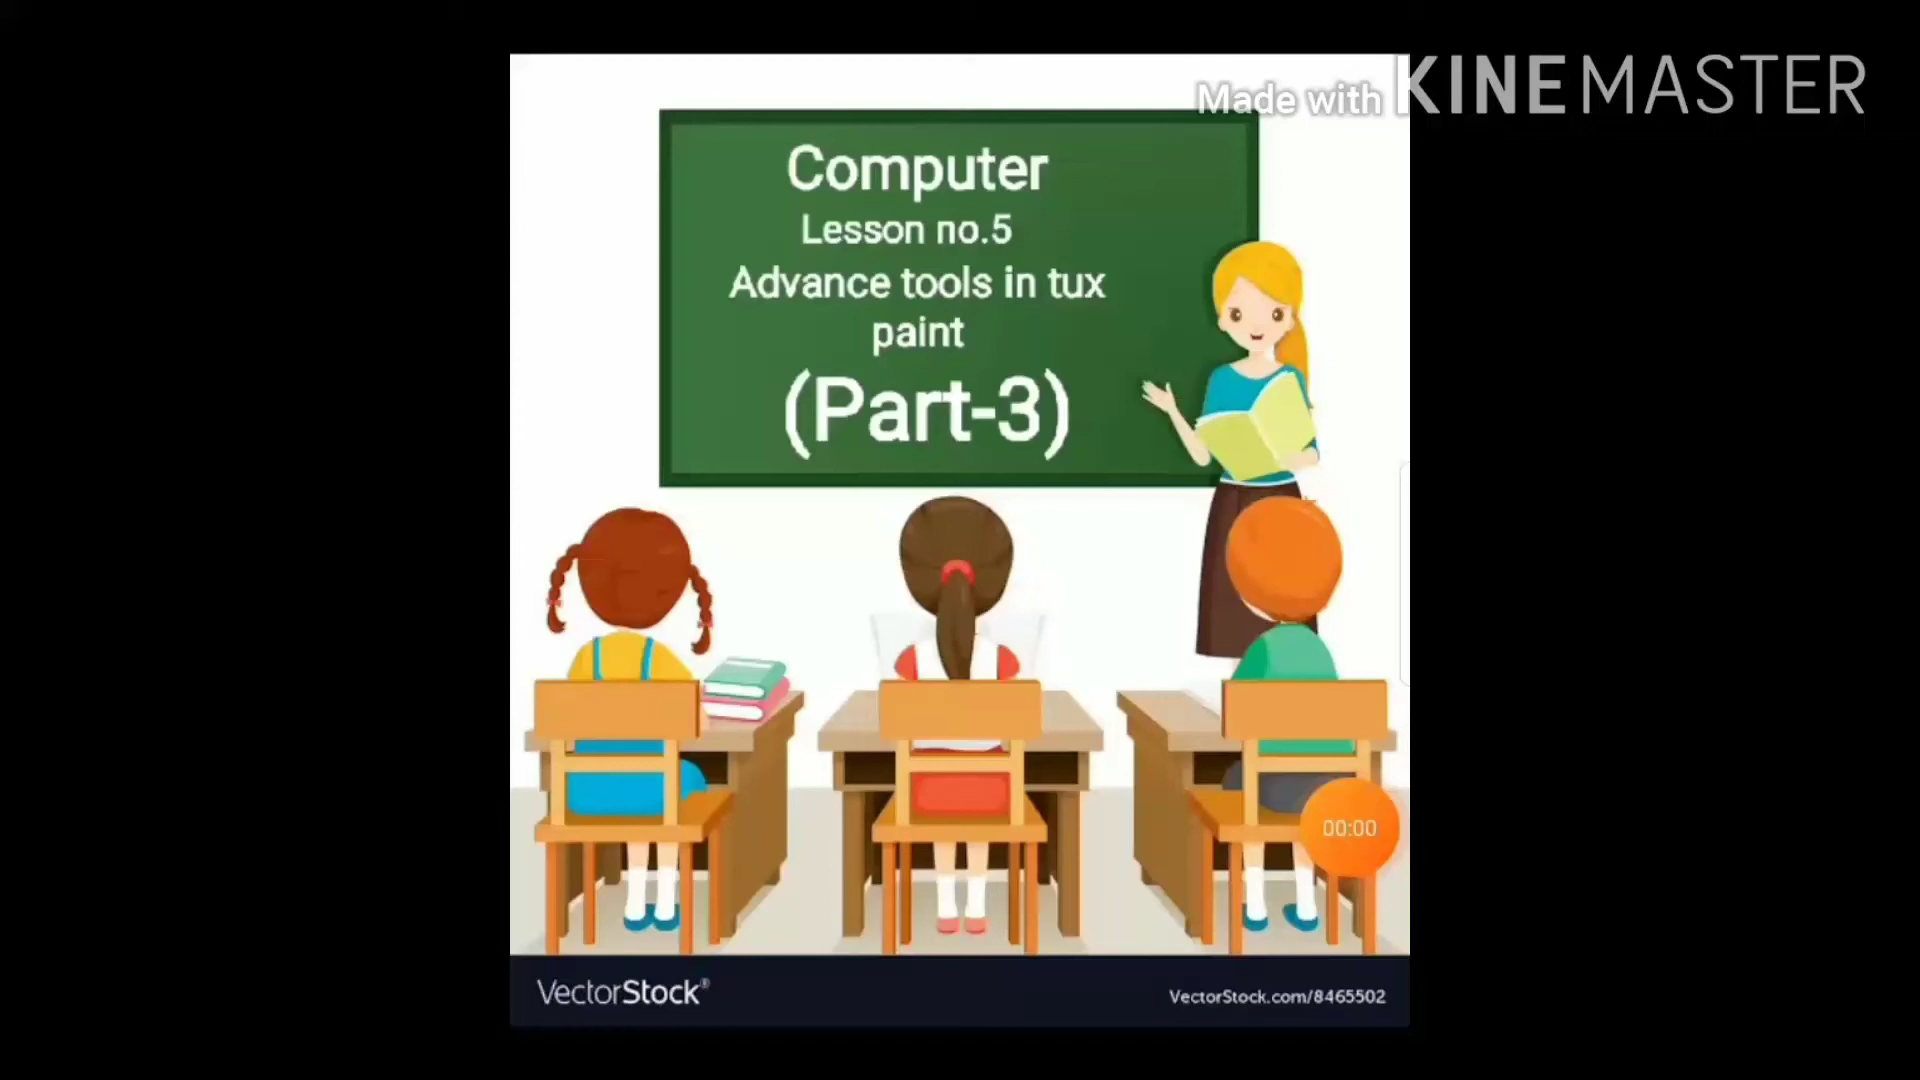 Made with KINEMASTER
Computer
Lesson no.5
Advance tools in tux
paint
(Part-3)
00:00
VectorStock®
VectorStock.com/8465502